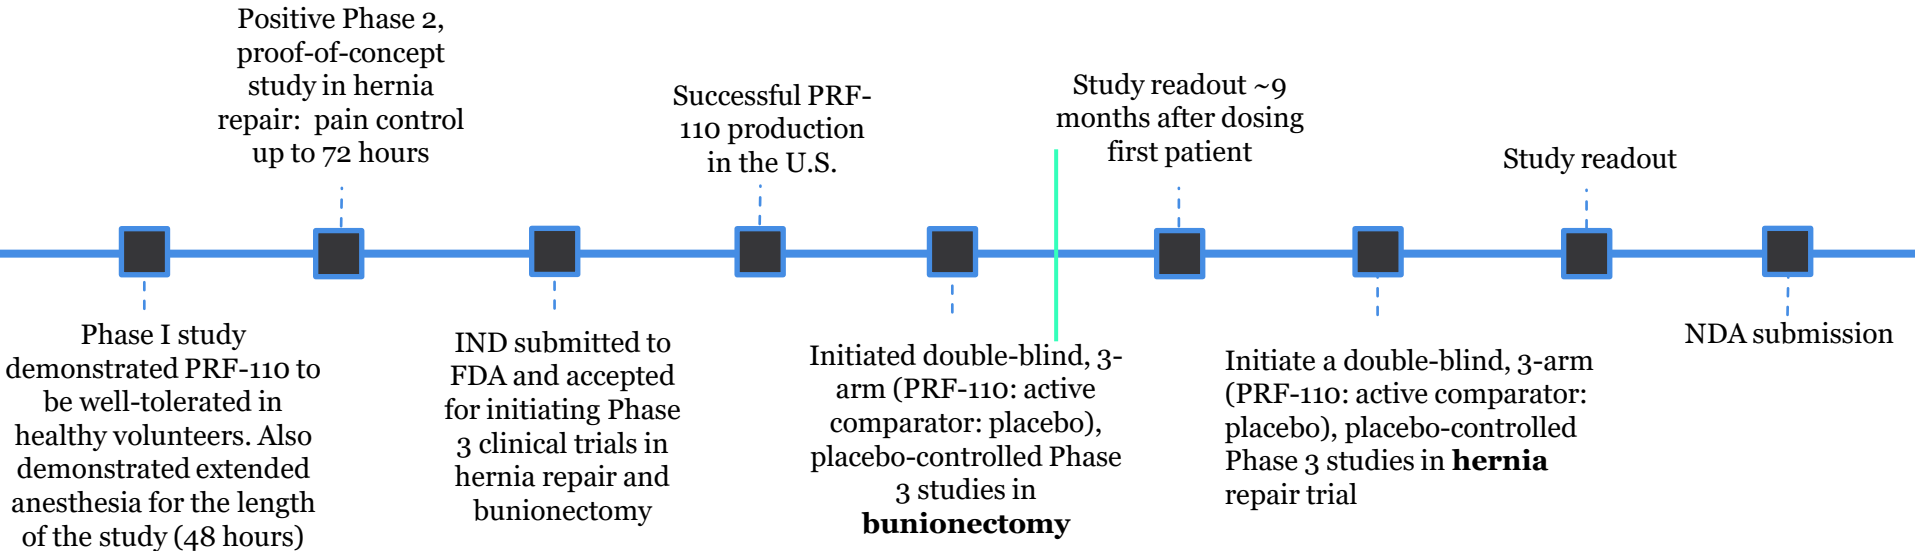 Phase I study
demonstrated PRF-110 to
be well-tolerated in
healthy volunteers. Also
demonstrated extended
anesthesia for the length
of the study (48 hours)
Positive Phase 2,
proof-of-concept
study in hernia
repair:  pain control
up to 72 hours
IND submitted to
FDA and accepted
for initiating Phase
3 clinical trials in
hernia repair and
bunionectomy
Successful PRF-
110 production
in the U.S.
Initiated double-blind, 3-
arm (PRF-110: active
comparator: placebo),
placebo-controlled Phase
3 studies in
bunionectomy
Study readout ~9
months after dosing
first patient
Initiate a double-blind, 3-arm
(PRF-110: active comparator:
placebo), placebo-controlled
Phase 3 studies in hernia
repair trial
Study readout
NDA submission